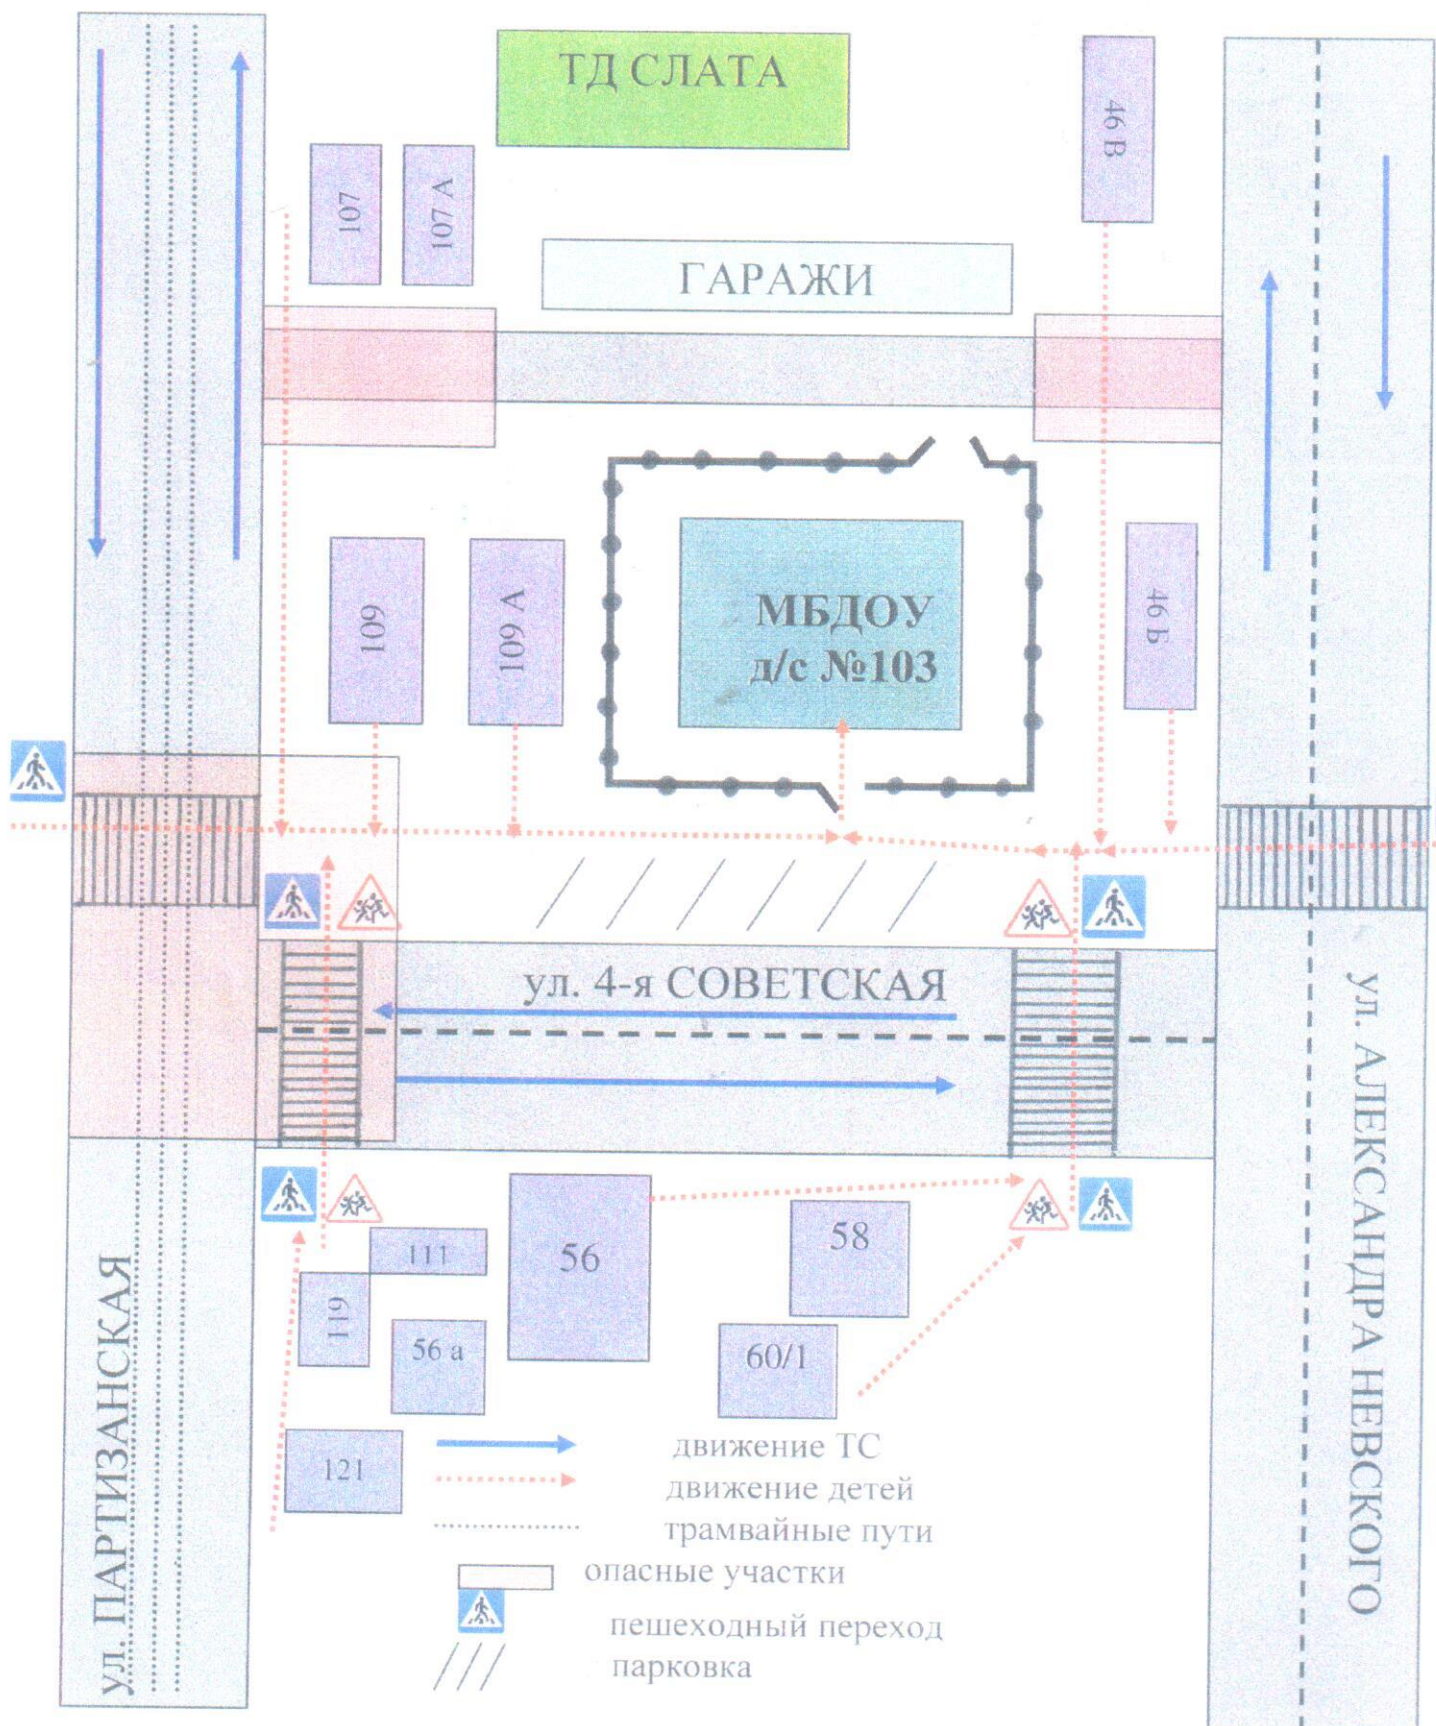 ТД СЛАТА
46 В
107
107 А
ГАРАЖИ
109
109 А
МБДОУ
д/с №103
46 Б
ул. 4-я СОВЕТСКАЯ
ул. АЛЕКСАНДРА НЕВСКОГО
ул. ПАРТИЗАНСКАЯ
111
56
58
119
56 а
60/1
121
движение ТС
движение детей
трамвайные пути
опасные участки
пешеходный переход
парковка